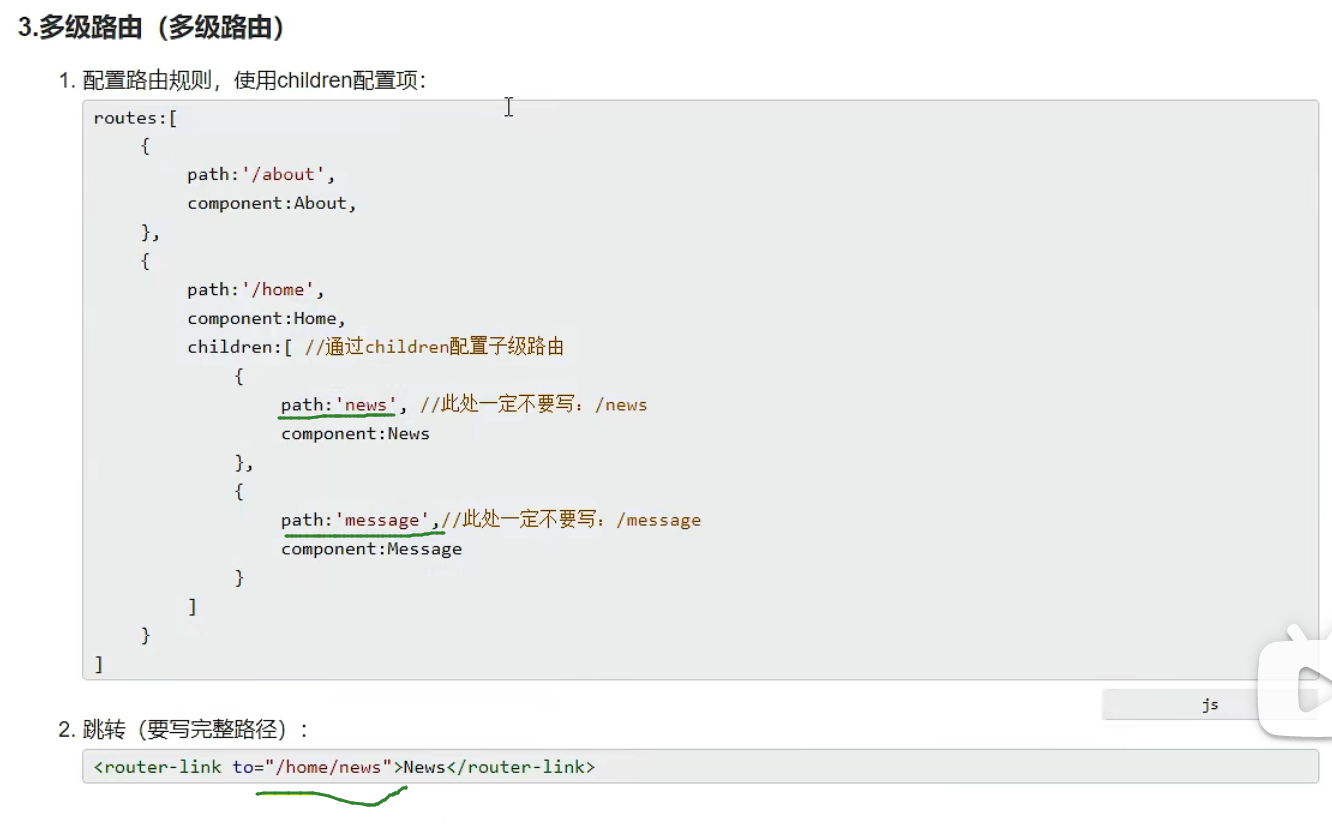 3.多级路由（多级路由）
1. 配置路由规则，使用children配置项：
routes:[
{
path:'/about',
component:About,
},
{
path:'/home',
component:Home,
children:[ //通过children配置子级路由
{
path:'news', //此处一定不要写：/news
component:News
},
{
path:'message',//此处一定不要写：/message
component:Message
}
]
}
]
js
2. 跳转（要写完整路径）：
<router-link to="/home/news">News</router-link>